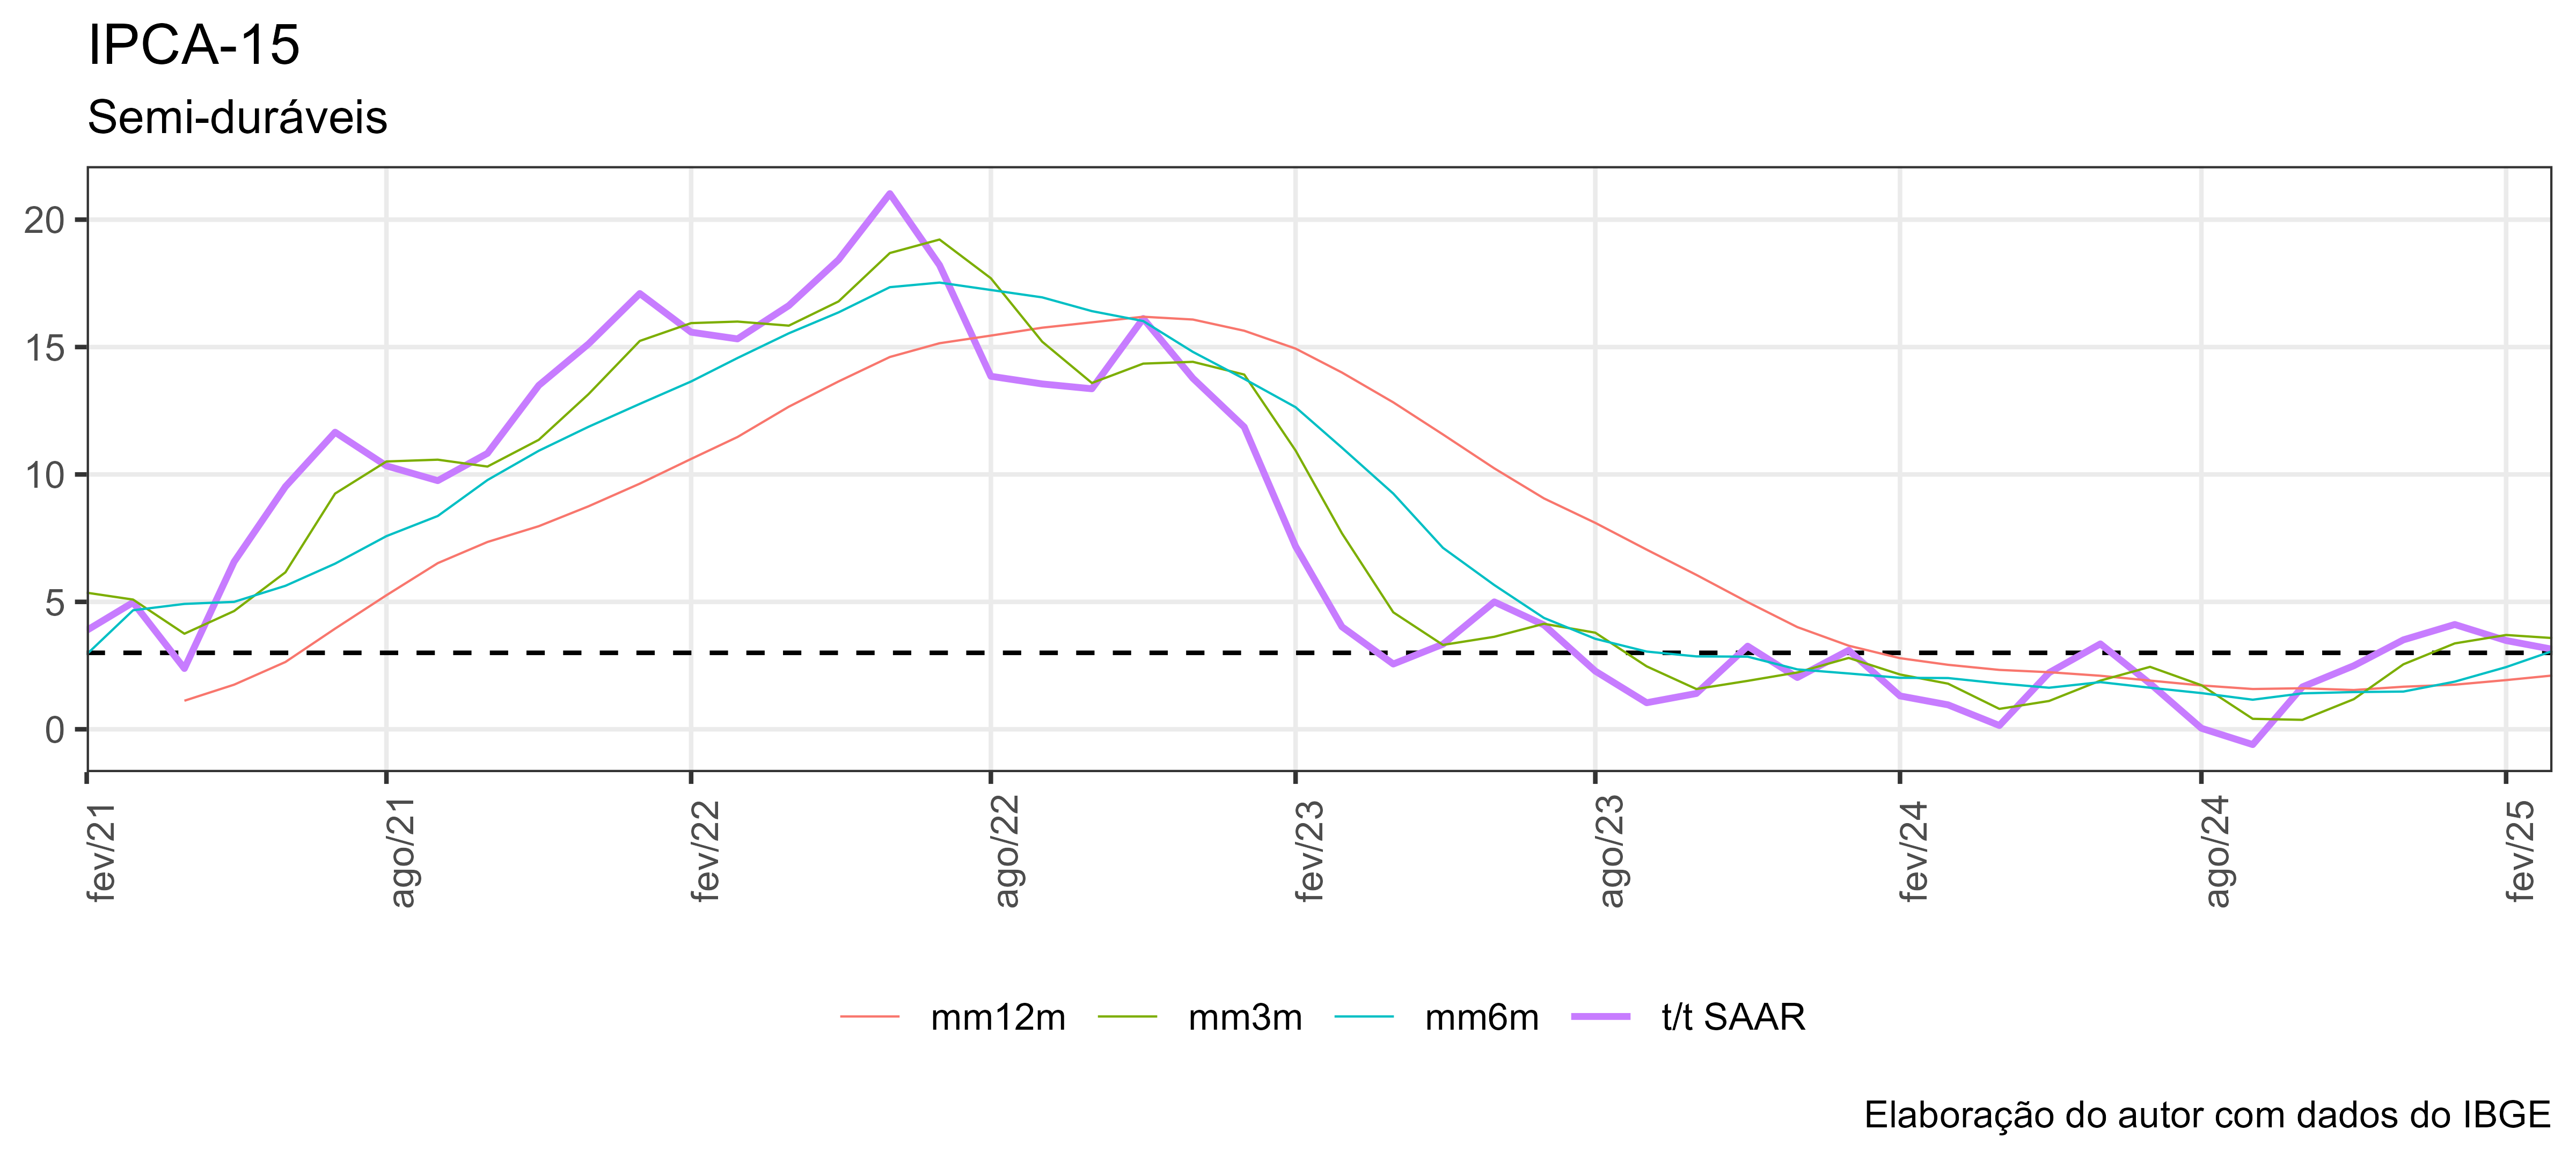 IPCA-15
Semi-duráveis
20
15
10
5
0
fev/21
ago/21
fev/22
ago/22
fev/23
ago/23
fev/24
ago/24
fev/25
mm12m mm3m mm6m t/t SAAR
Elaboração do autor com dados do IBGE